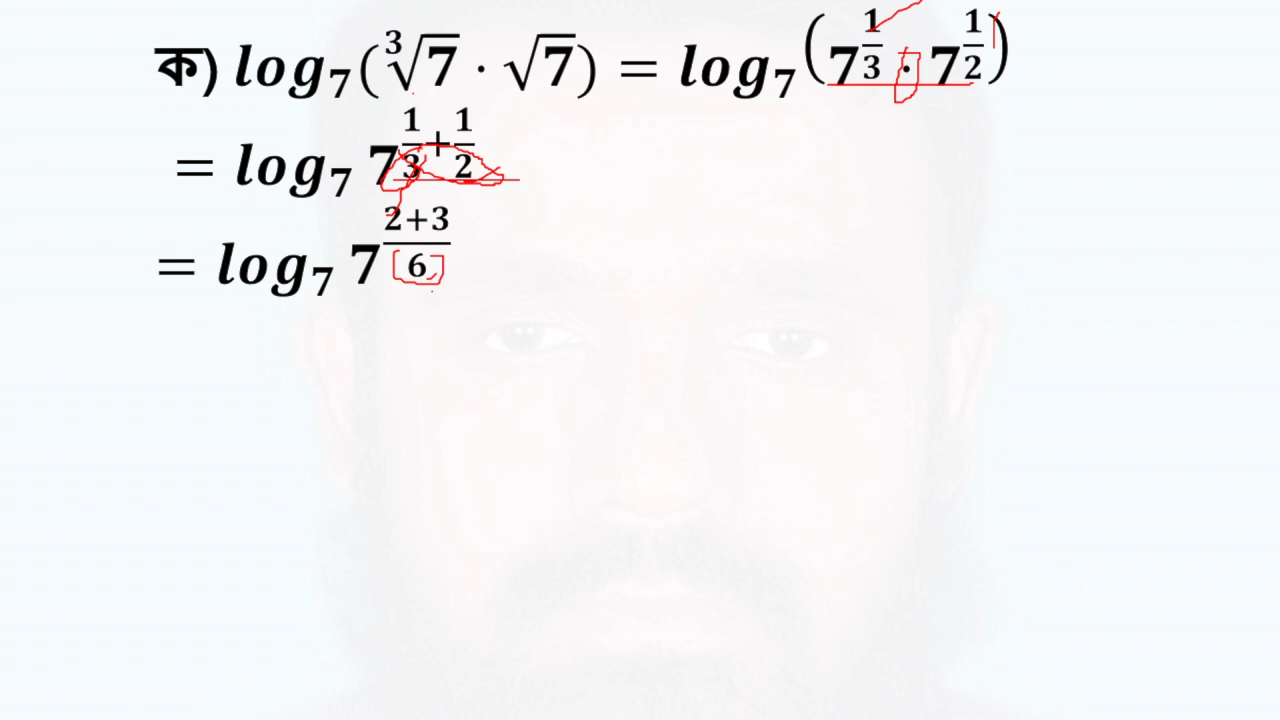 ক) log₇(∛7 · √7) = log₇(7^(1/3) · 7^(1/2))
= log₇ 7^(1/3 + 1/2)
= log₇ 7^((2+3)/6)